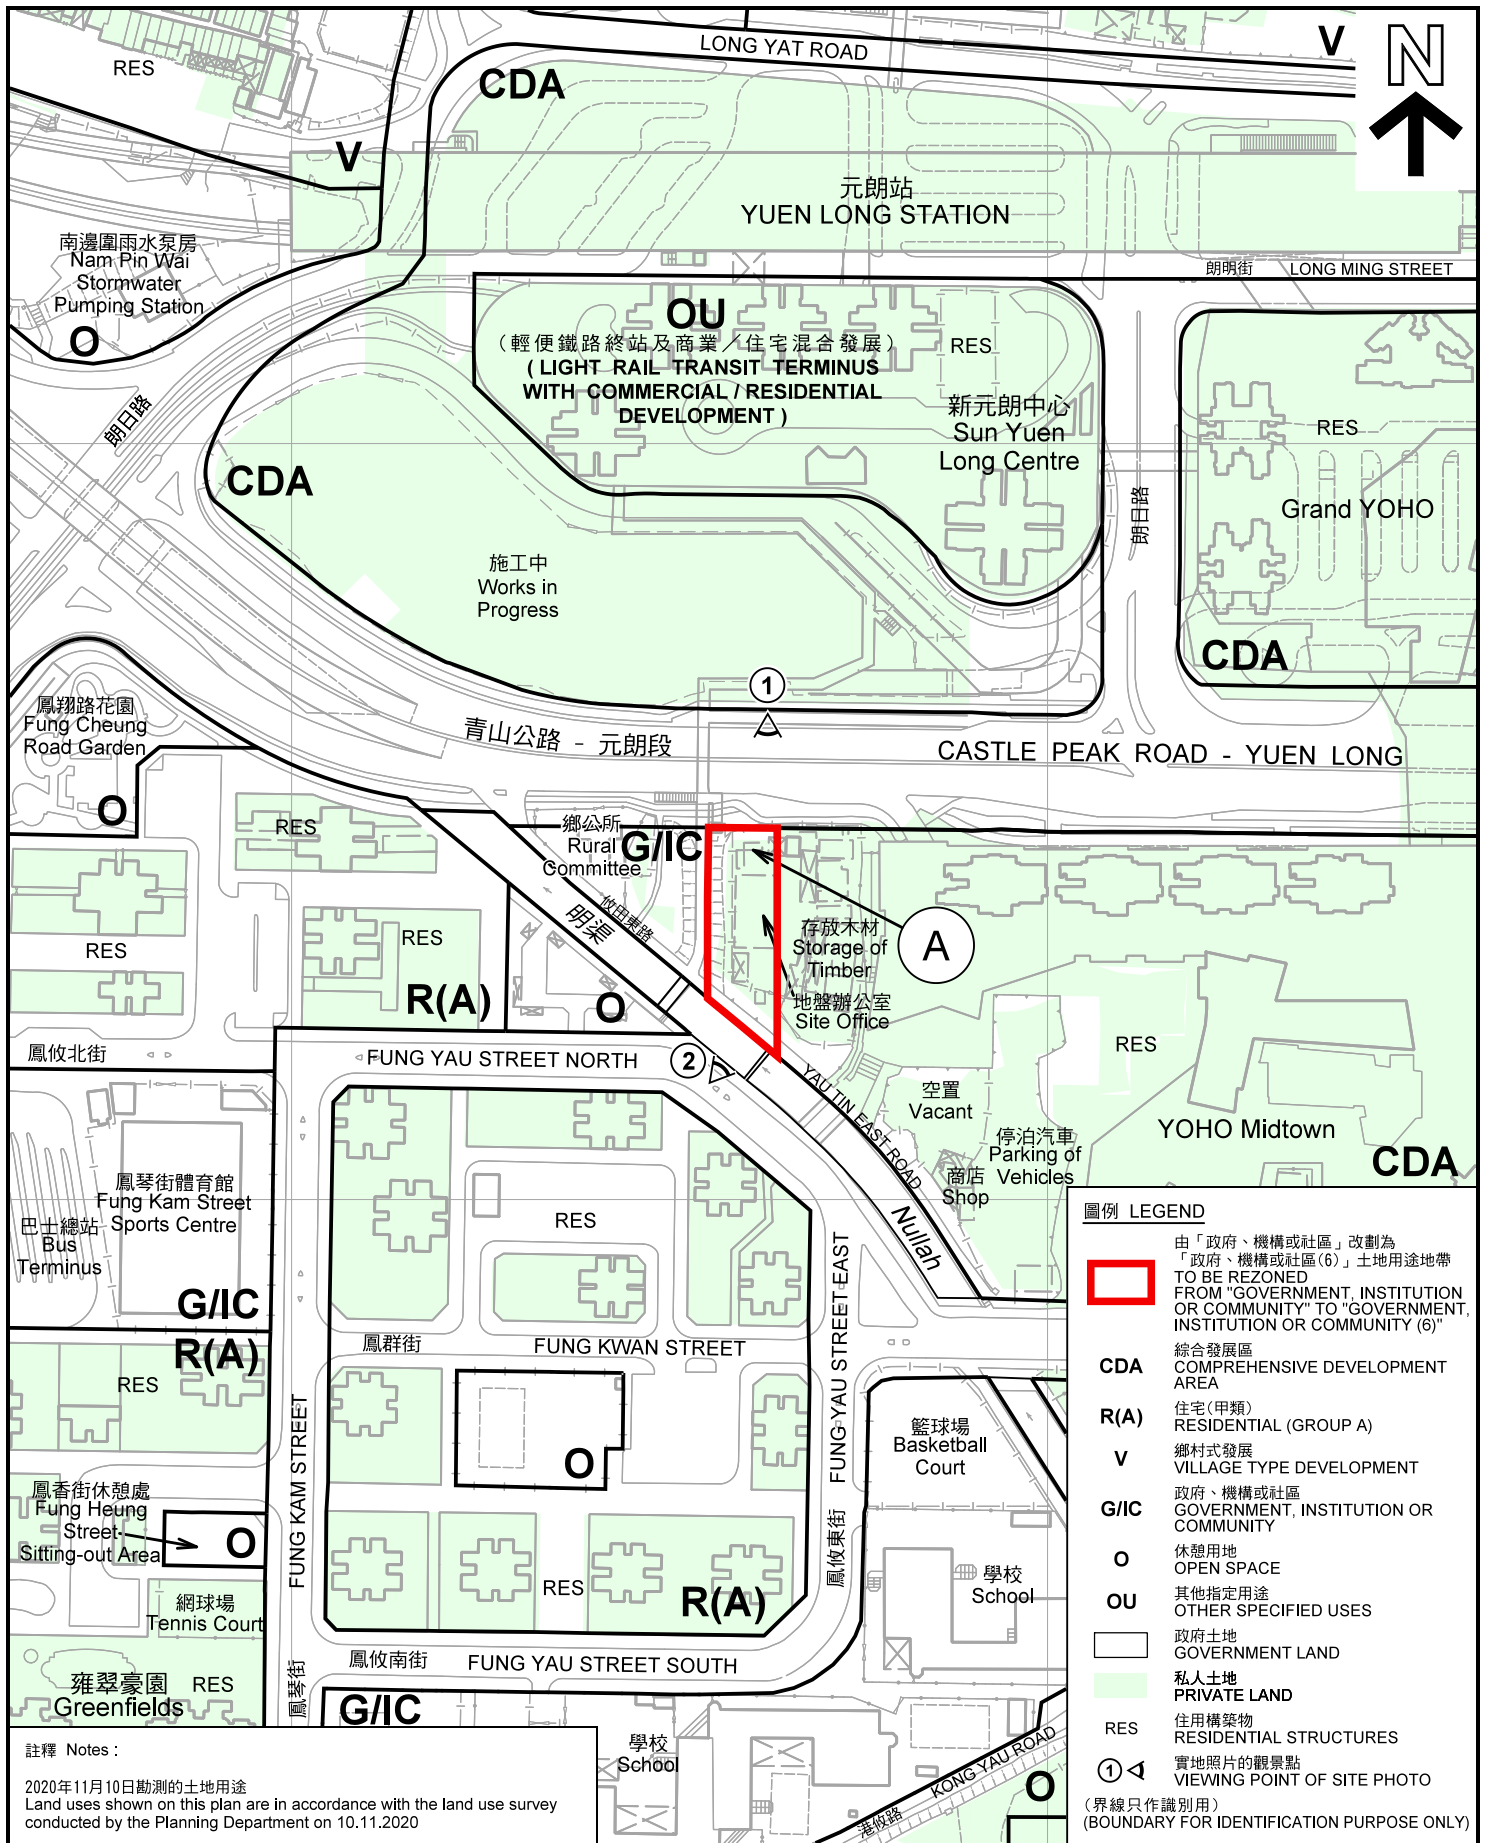 RES
LONG YAT ROAD
V
N
CDA
V
元朗站
YUEN LONG STATION
南邊圍雨水泵房
Nam Pin Wai
Stormwater
Pumping Station
O
朗明街 LONG MING STREET
OU
（輕便鐵路終站及商業／住宅混合發展）
( LIGHT RAIL TRANSIT TERMINUS
WITH COMMERCIAL / RESIDENTIAL
DEVELOPMENT )
RES
新元朗中心
Sun Yuen
Long Centre
朗日路
RES
Grand YOHO
CDA
朗日路
CDA
施工中
Works in
Progress
1
鳳翔路花園
Fung Cheung
Road Garden
O
青山公路 - 元朗段
CASTLE PEAK ROAD - YUEN LONG
RES
鄉公所
Rural
Committee
G/IC
明渠
攸田東路
存放木材
Storage of
Timber
A
地盤辦公室
Site Office
RES
RES
R(A)
O
RES
鳳攸北街
FUNG YAU STREET NORTH
2
YAU TIN EAST ROAD
空置
Vacant
停泊汽車
Parking of
Vehicles
商店
Shop
YOHO Midtown
CDA
鳳琴街體育館
Fung Kam Street
Sports Centre
巴士總站
Bus
Terminus
G/IC
R(A)
RES
RES
Nullah
鳳群街
FUNG KWAN STREET
FUNG YAU STREET EAST
鳳攸東街
FUNG KAM STREET
鳳琴街
O
籃球場
Basketball
Court
鳳香街休憩處
Fung Heung
Street
Sitting-out Area
O
網球場
Tennis Court
雍翠豪園
Greenfields
RES
RES
R(A)
學校
School
鳳攸南街
FUNG YAU STREET SOUTH
G/IC
學校
School
KONG YAU ROAD
港攸路
O
圖例 LEGEND
由「政府、機構或社區」改劃為
「政府、機構或社區(6)」土地用途地帶
TO BE REZONED
FROM "GOVERNMENT, INSTITUTION
OR COMMUNITY" TO "GOVERNMENT,
INSTITUTION OR COMMUNITY (6)"
CDA
綜合發展區
COMPREHENSIVE DEVELOPMENT
AREA
R(A)
住宅(甲類)
RESIDENTIAL (GROUP A)
V
鄉村式發展
VILLAGE TYPE DEVELOPMENT
G/IC
政府、機構或社區
GOVERNMENT, INSTITUTION OR
COMMUNITY
O
休憩用地
OPEN SPACE
OU
其他指定用途
OTHER SPECIFIED USES
政府土地
GOVERNMENT LAND
私人土地
PRIVATE LAND
RES
住用構築物
RESIDENTIAL STRUCTURES
1
實地照片的觀景點
VIEWING POINT OF SITE PHOTO
（界線只作識別用）
(BOUNDARY FOR IDENTIFICATION PURPOSE ONLY)
註釋 Notes :
2020年11月10日勘測的土地用途
Land uses shown on this plan are in accordance with the land use survey
conducted by the Planning Department on 10.11.2020